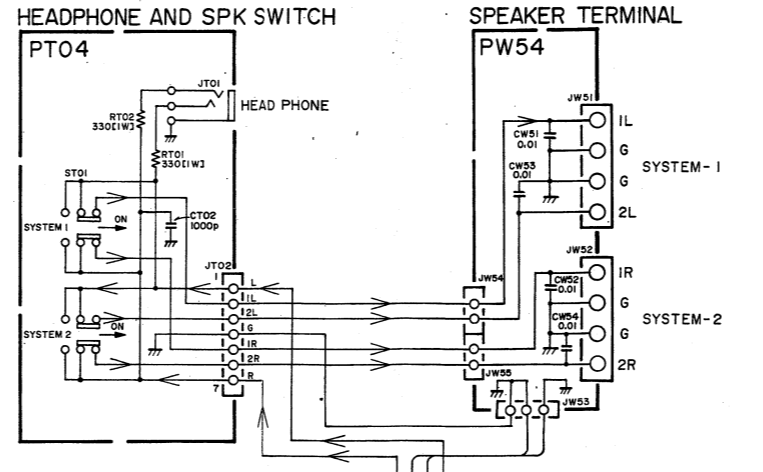 HEADPHONE AND SPK SWITCH
SPEAKER TERMINAL
PT04
PW54
JT01
HEAD PHONE
RT02
330[1W]
RT01
330[1W]
ST01
SYSTEM 1
ON
CT02
1000p
JT02
1
L
1L
2L
G
1R
2R
R
7
SYSTEM 2
ON
JW51
1L
G
G
2L
SYSTEM-1
CW51
0.01
CW53
0.01
JW52
1R
G
G
2R
SYSTEM-2
CW52
0.01
CW54
0.01
JW54
JW55
JW53